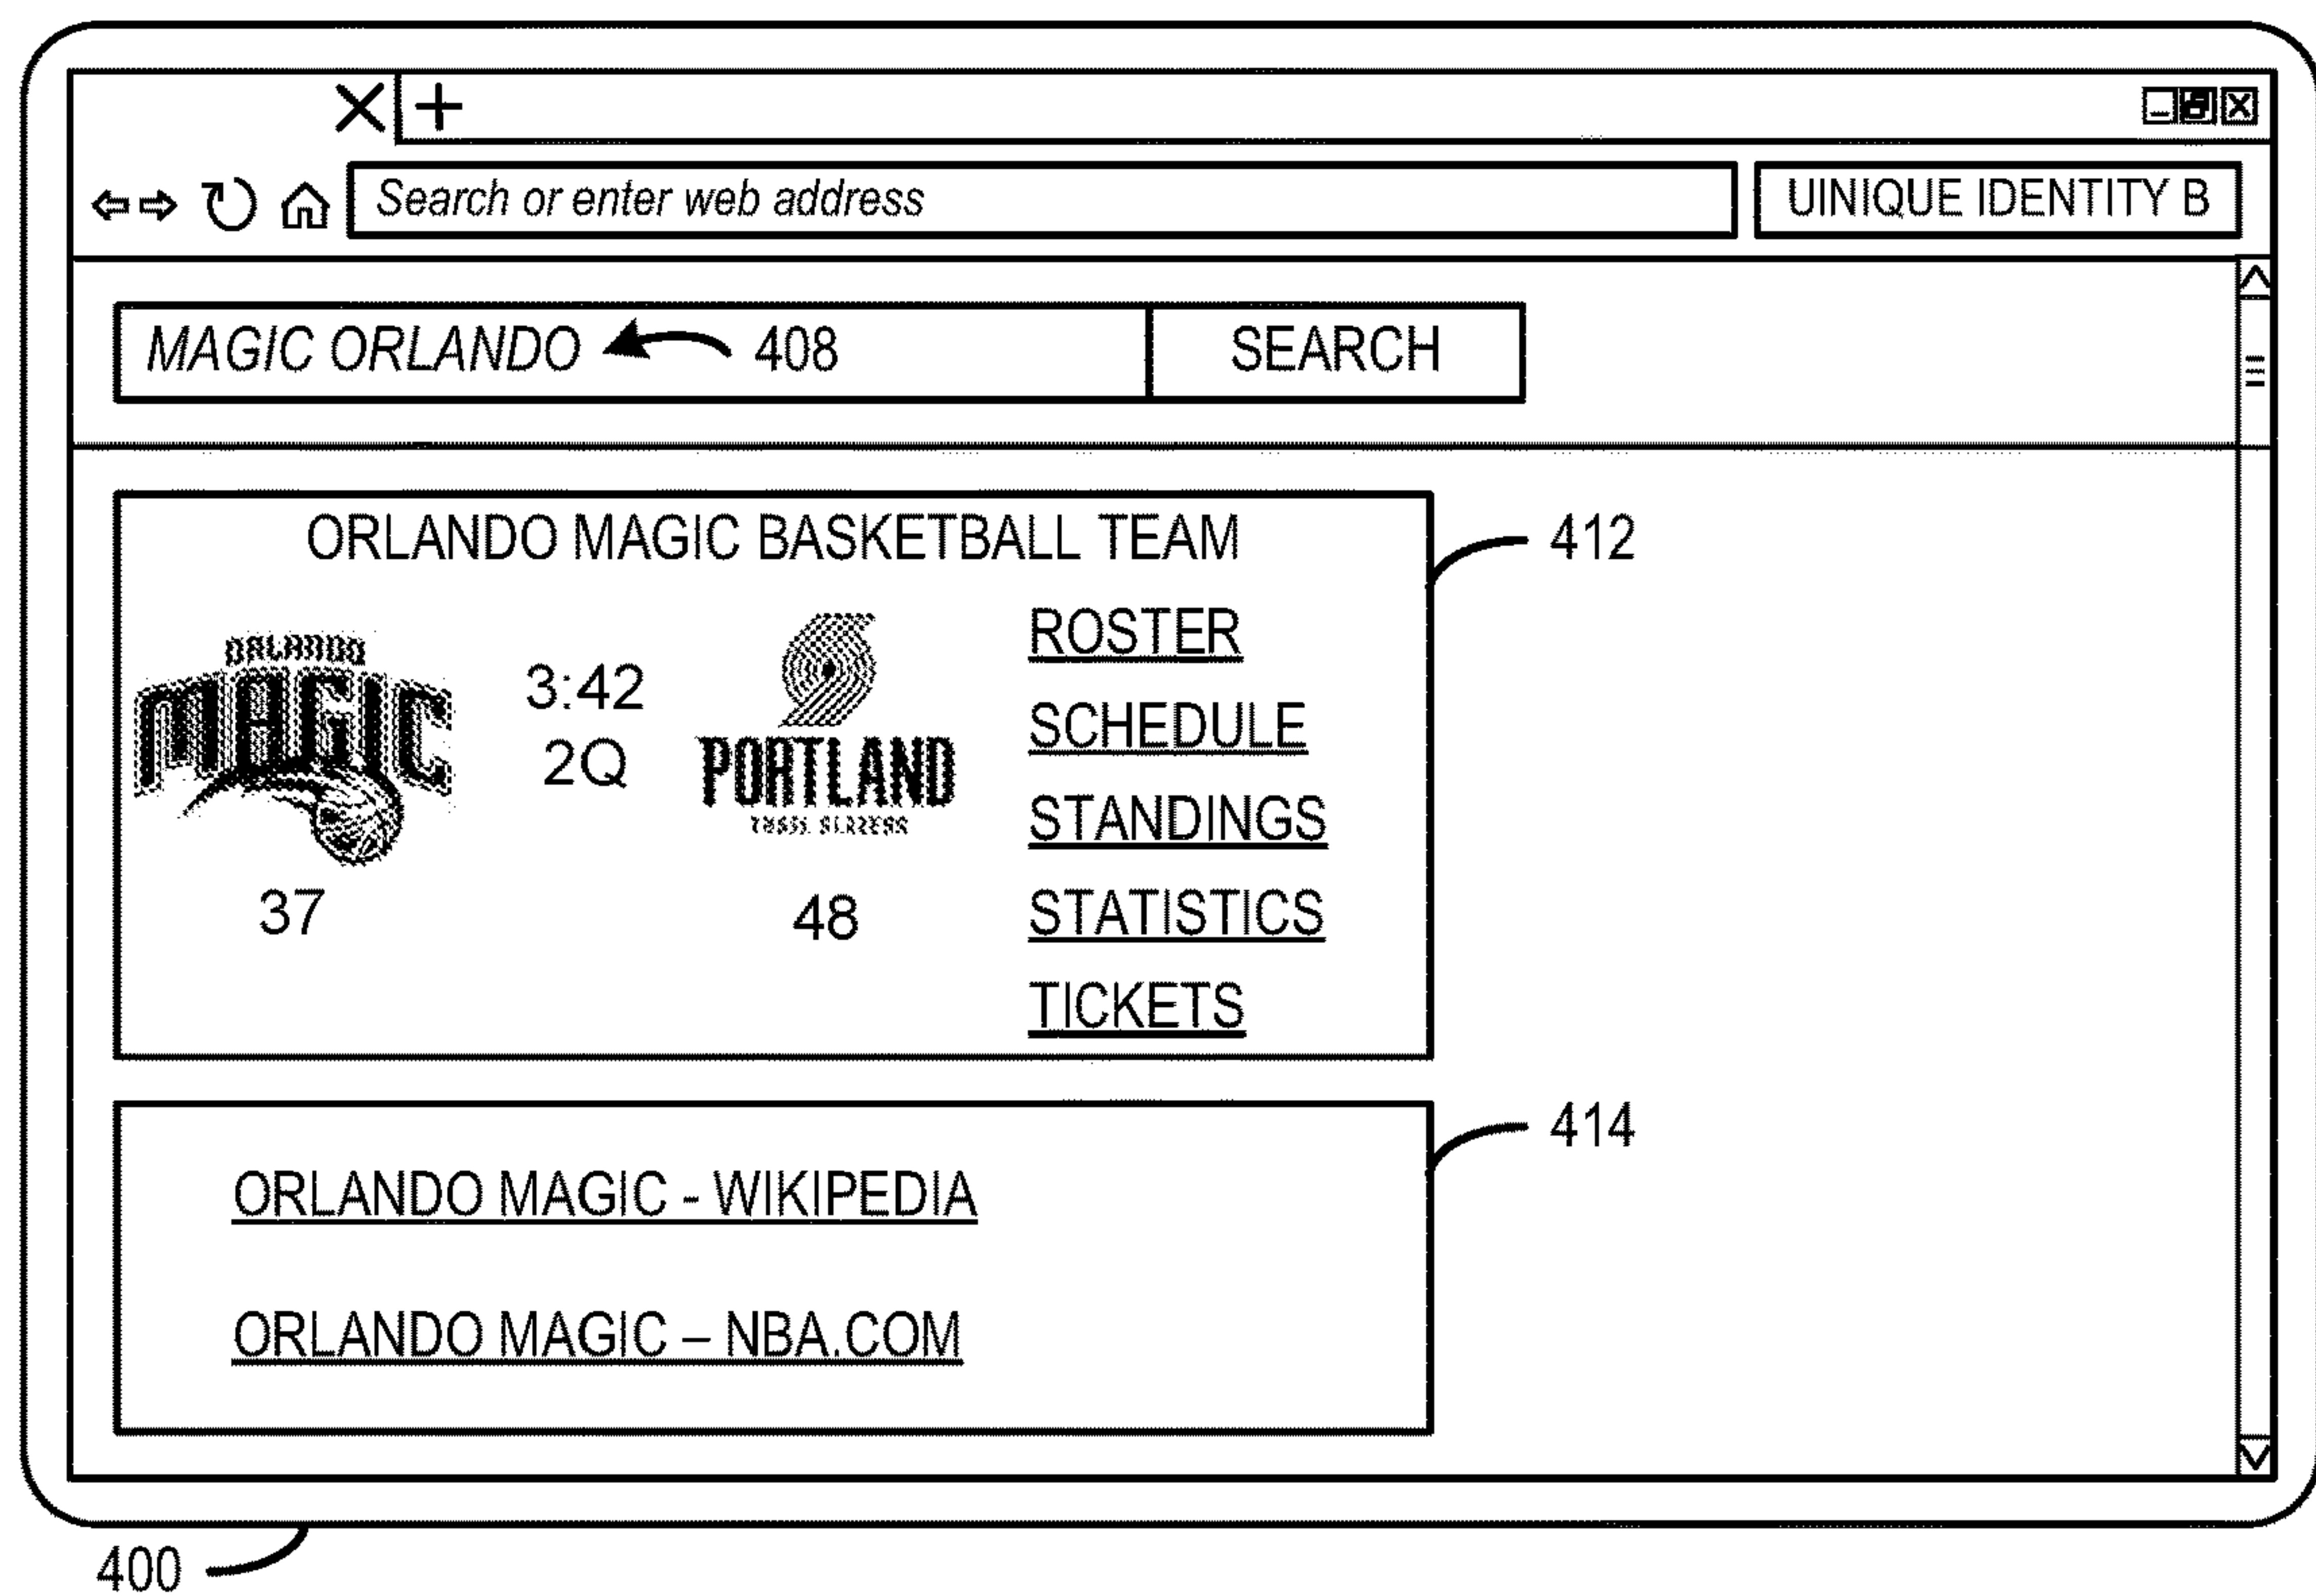 Search or enter web address
UINIQUE IDENTITY B
MAGIC ORLANDO 408 SEARCH
ORLANDO MAGIC BASKETBALL TEAM
412
ORLANDO
MAGIC
3:42
2Q
PORTLAND
TRAIL BLAZERS
37
48
ROSTER
SCHEDULE
STANDINGS
STATISTICS
TICKETS
414
ORLANDO MAGIC - WIKIPEDIA
ORLANDO MAGIC – NBA.COM
400